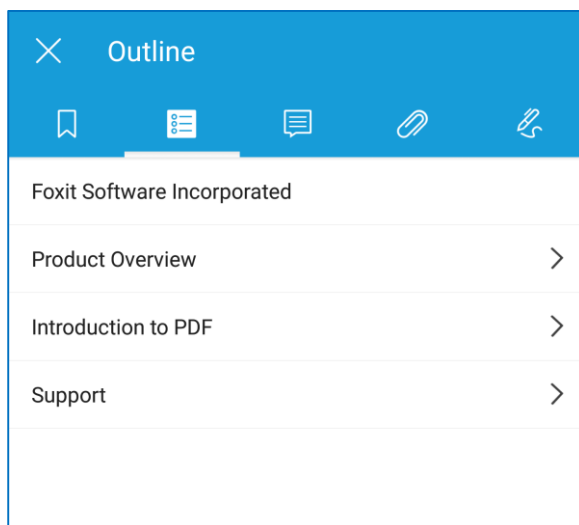 Outline
Foxit Software Incorporated
Product Overview
Introduction to PDF
Support